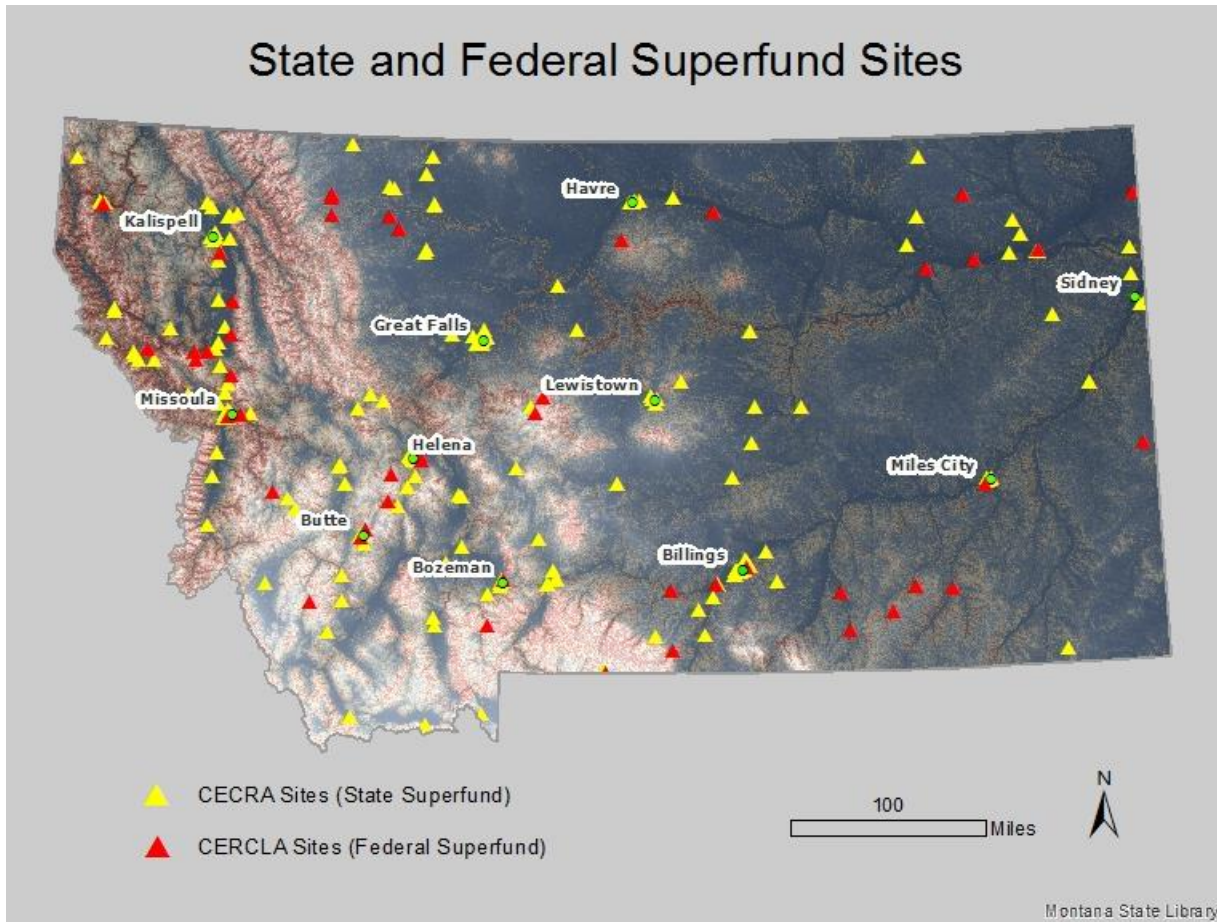 State and Federal Superfund Sites
Havre
Kalispell
Sidney
Great Falls
Lewistown
Missoula
Helena
Miles City
Butte
Billings
Bozeman
CECRA Sites (State Superfund)
CERCLA Sites (Federal Superfund)
100
Miles
N
Montana State Library